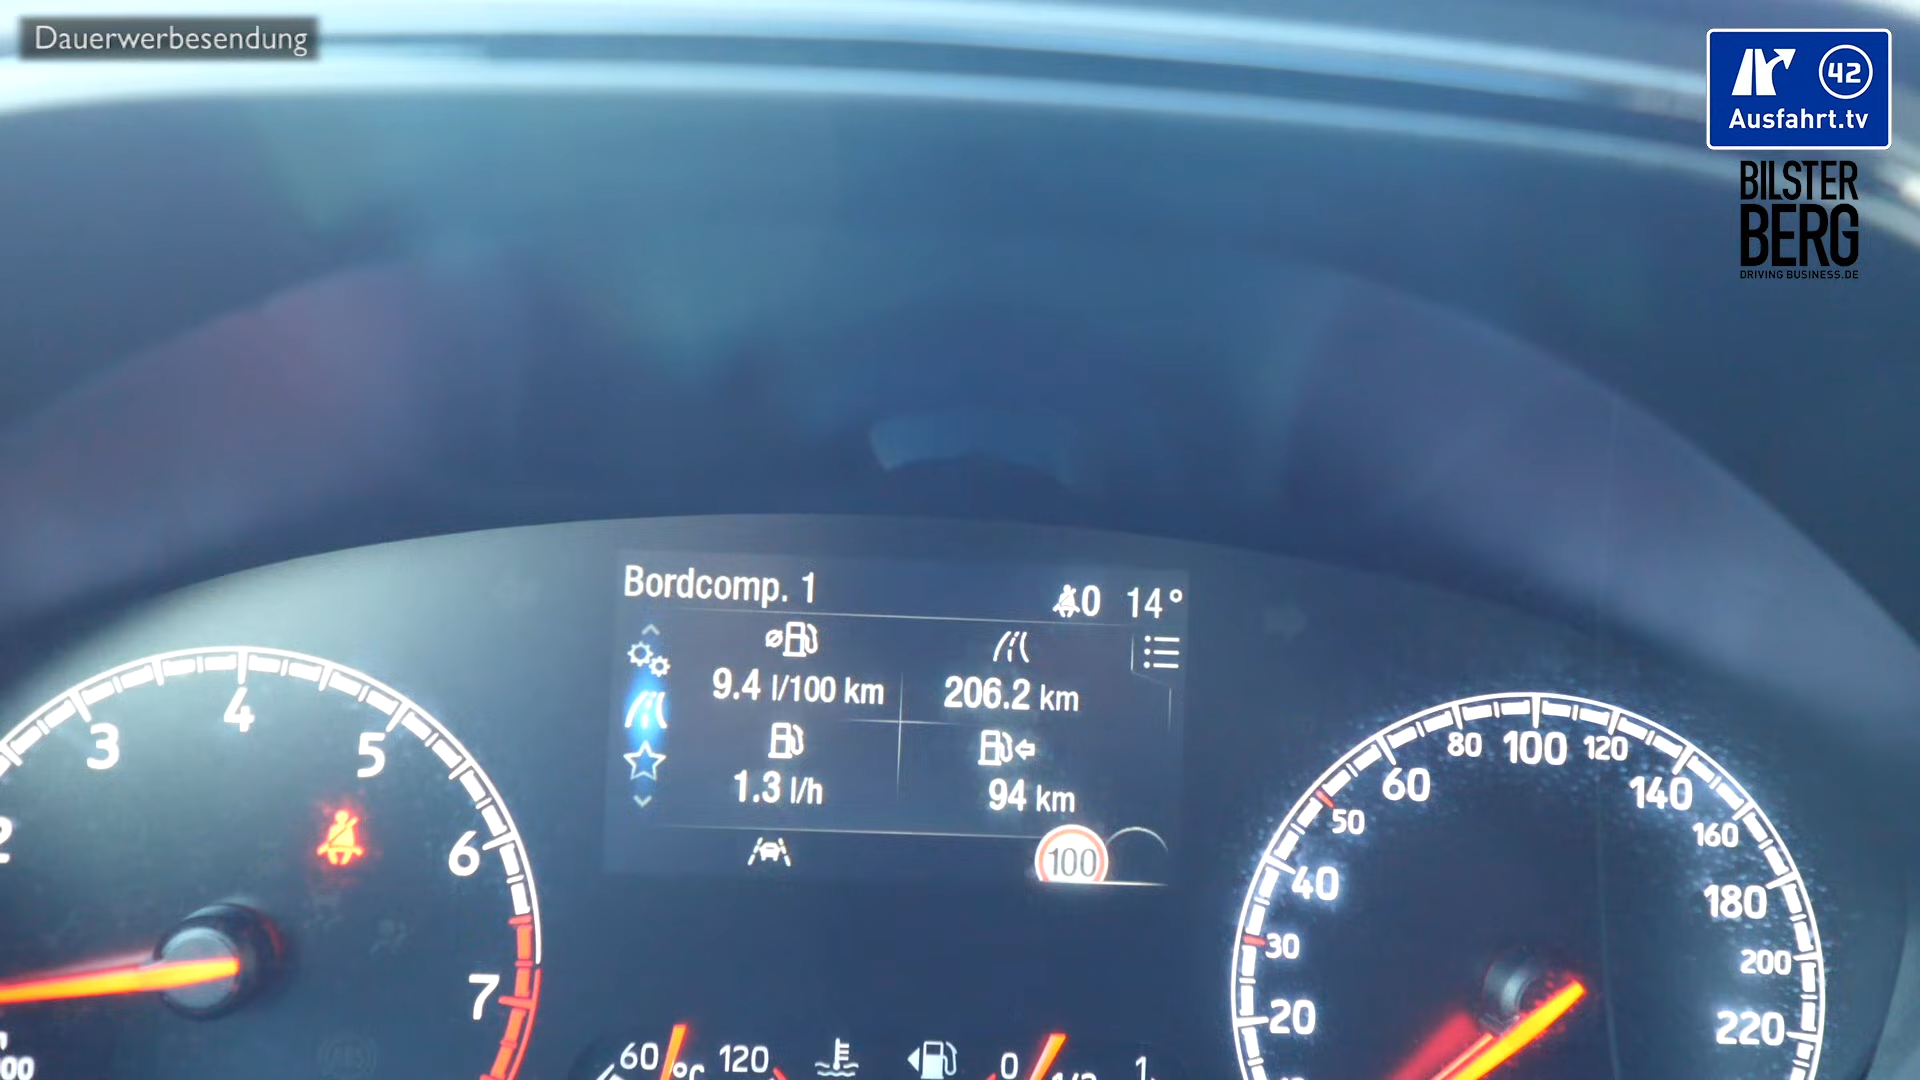 Dauerwerbesendung
42
Ausfahrt.tv
BILSTER
BERG
DRIVING BUSINESS.DE
Bordcomp. 1
0 14°
9.4 l/100 km
206.2 km
1.3 l/h
94 km
100
3
4
5
6
7
20
30
40
50
60
80
100
120
140
160
180
200
220
60
°C
120
0
1/2
1